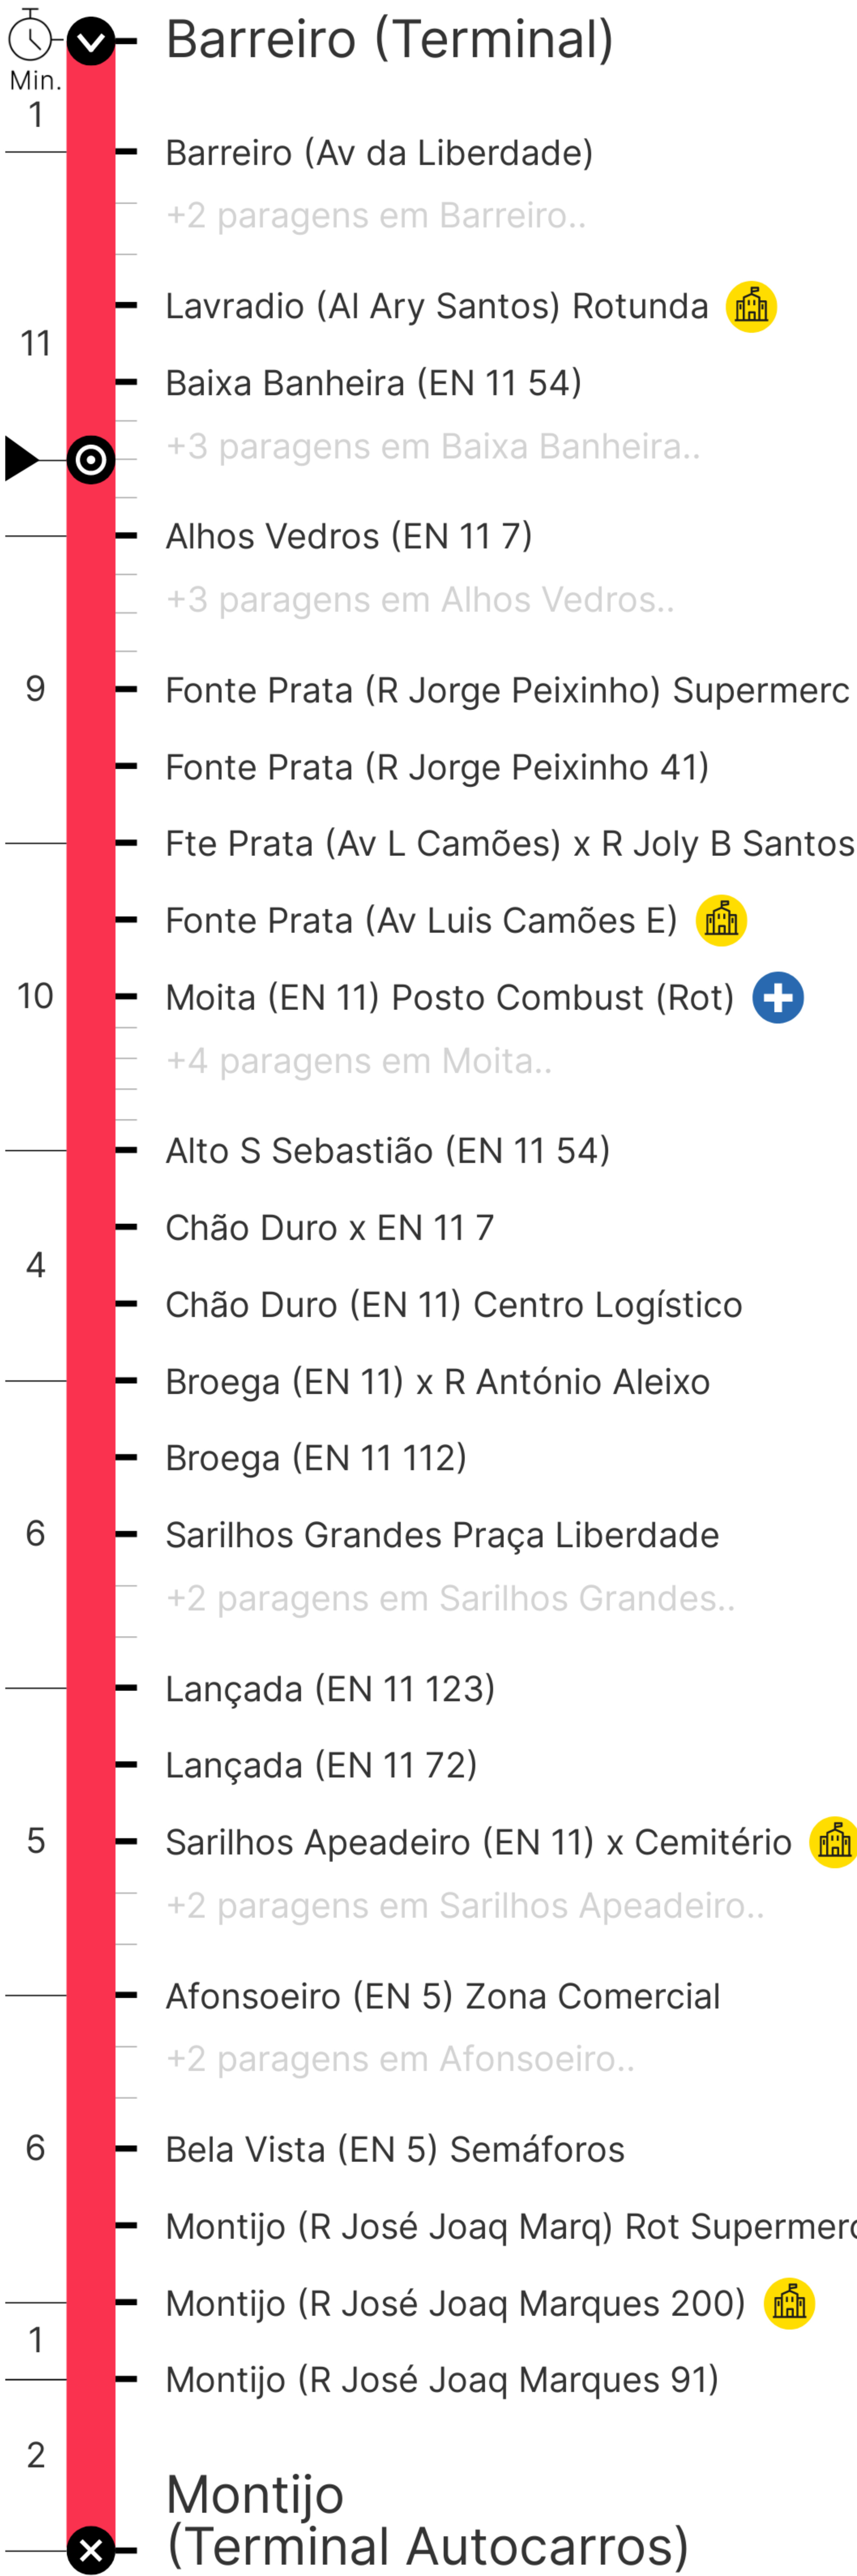 Barreiro (Terminal)
Min.
1
Barreiro (Av da Liberdade)
+2 paragens em Barreiro..
Lavradio (Al Ary Santos) Rotunda
11
Baixa Banheira (EN 11 54)
+3 paragens em Baixa Banheira..
Alhos Vedros (EN 11 7)
+3 paragens em Alhos Vedros..
9
Fonte Prata (R Jorge Peixinho) Supermerc
Fonte Prata (R Jorge Peixinho 41)
Fte Prata (Av L Camões) x R Joly B Santos
Fonte Prata (Av Luis Camões E)
10
Moita (EN 11) Posto Combust (Rot)
+4 paragens em Moita..
Alto S Sebastião (EN 11 54)
Chão Duro x EN 11 7
4
Chão Duro (EN 11) Centro Logístico
Broega (EN 11) x R António Aleixo
Broega (EN 11 112)
6
Sarilhos Grandes Praça Liberdade
+2 paragens em Sarilhos Grandes..
Lançada (EN 11 123)
Lançada (EN 11 72)
5
Sarilhos Apeadeiro (EN 11) x Cemitério
+2 paragens em Sarilhos Apeadeiro..
Afonsoeiro (EN 5) Zona Comercial
+2 paragens em Afonsoeiro..
6
Bela Vista (EN 5) Semáforos
Montijo (R José Joaq Marq) Rot Supermerc
Montijo (R José Joaq Marques 200)
1
Montijo (R José Joaq Marques 91)
2
Montijo
(Terminal Autocarros)